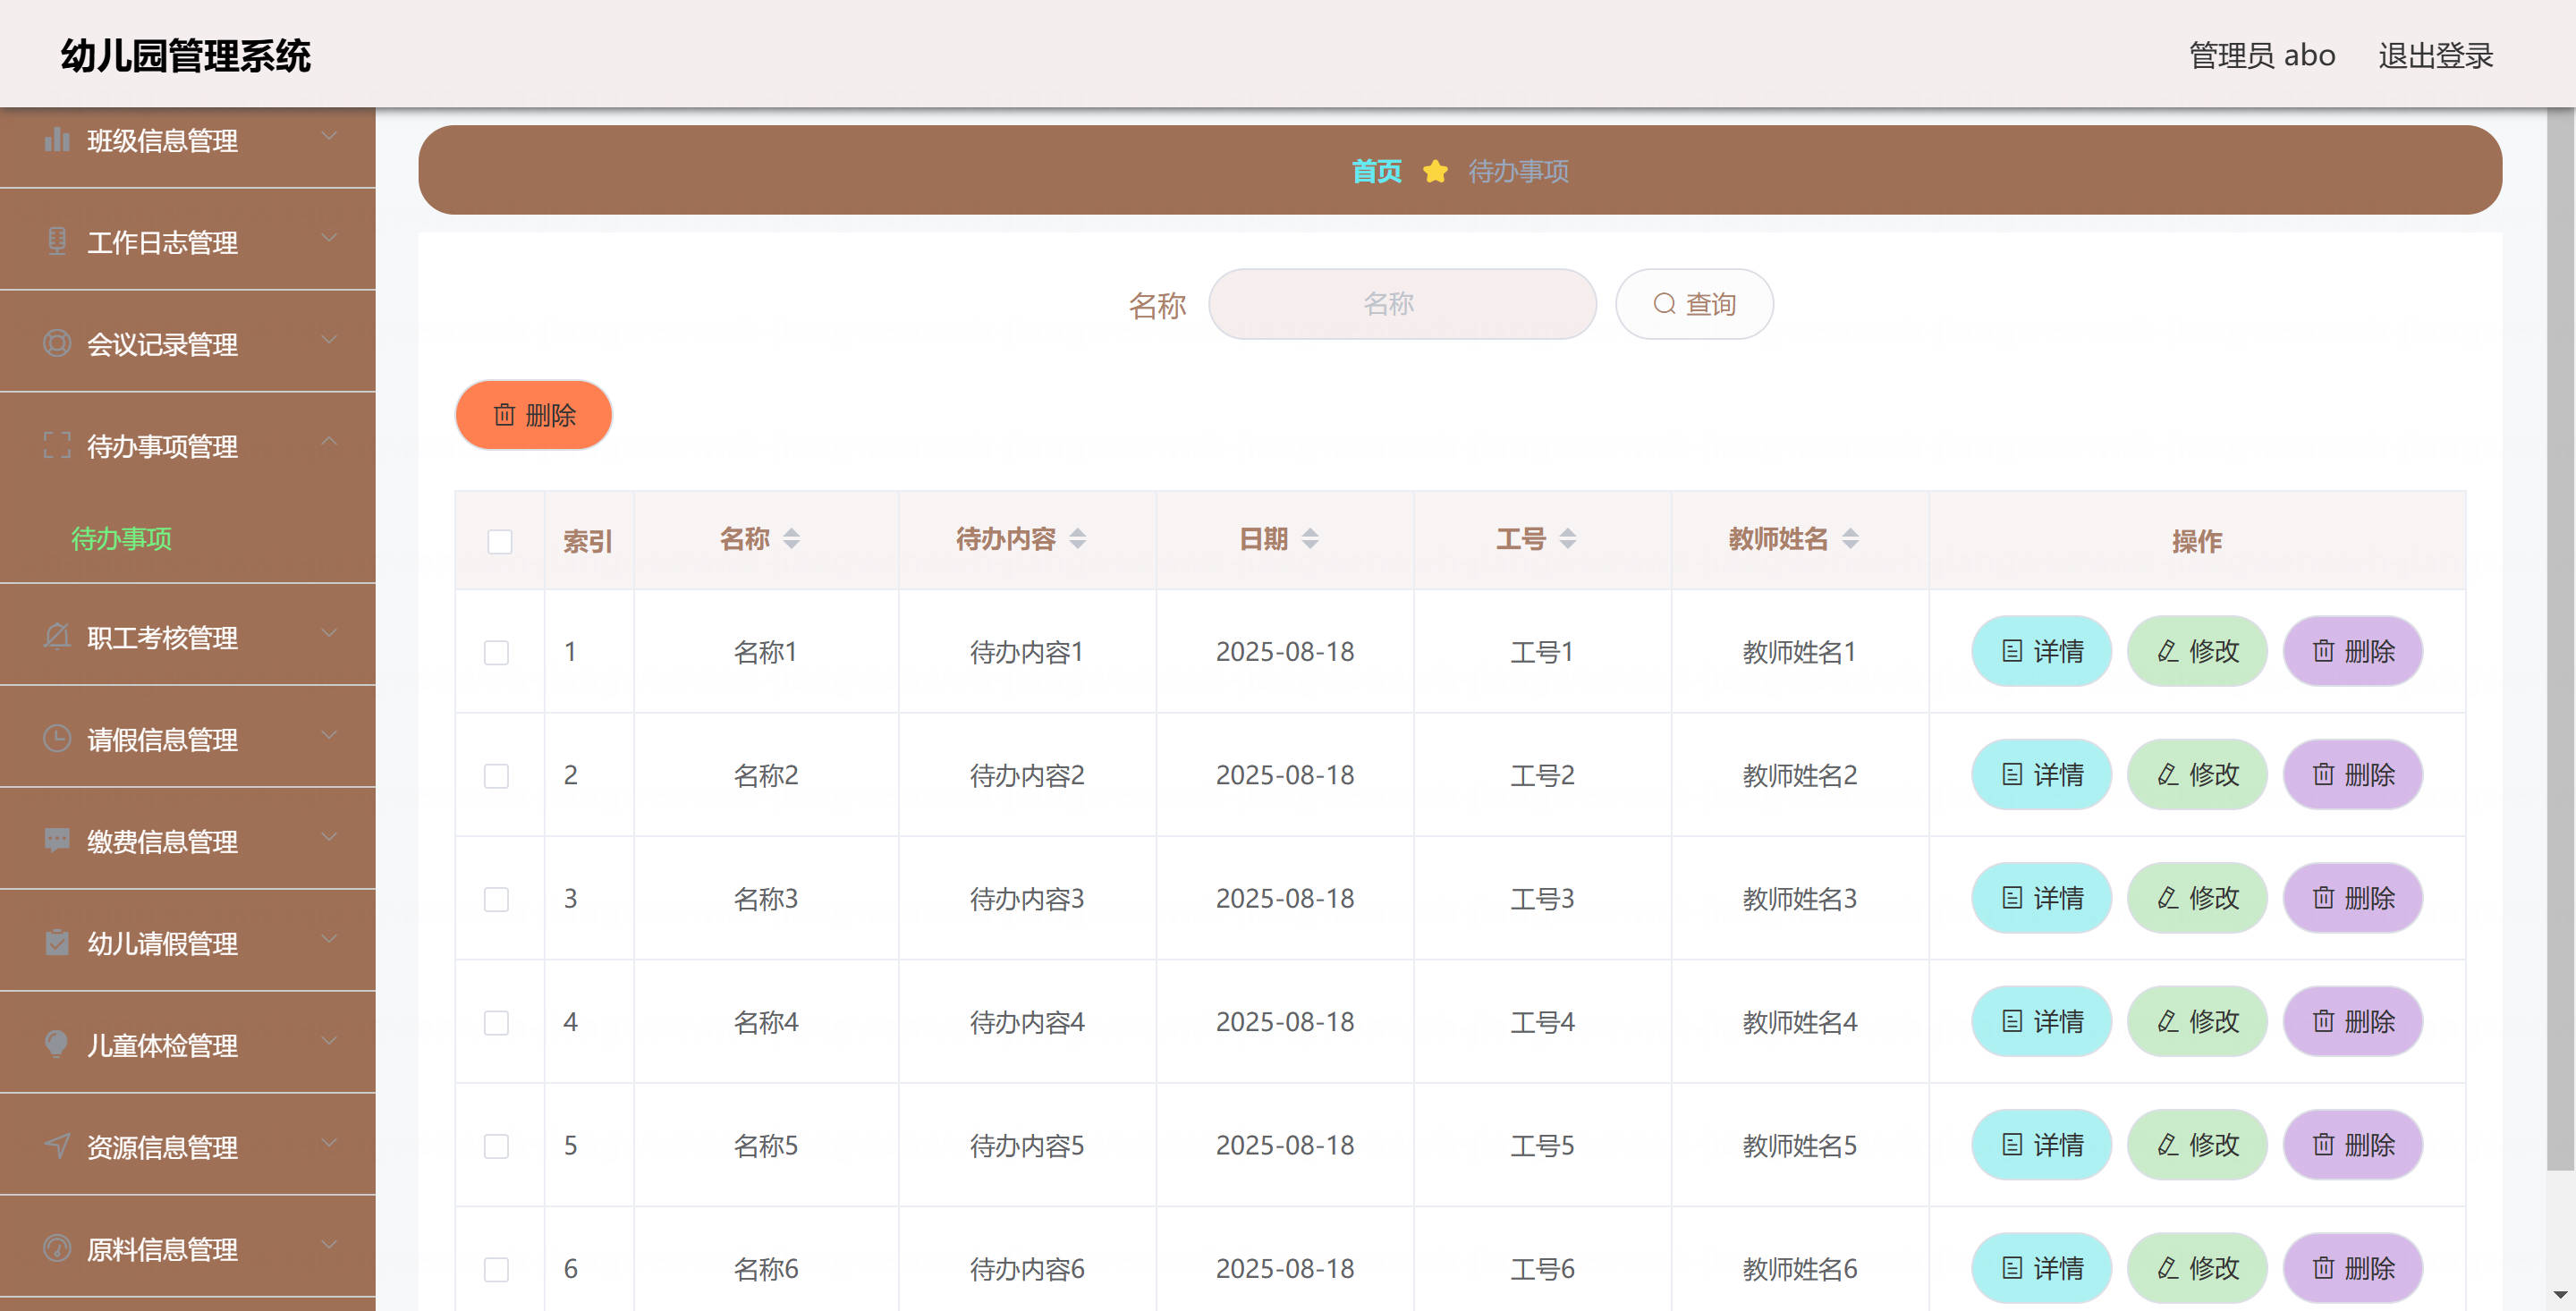 幼儿园管理系统
管理员 abo 退出登录
班级信息管理
工作日志管理
会议记录管理
待办事项管理
待办事项
职工考核管理
请假信息管理
缴费信息管理
幼儿请假管理
儿童体检管理
资源信息管理
原料信息管理
首页 待办事项
名称 名称 查询
删除
索引 名称 待办内容 日期 工号 教师姓名 操作
1 名称1 待办内容1 2025-08-18 工号1 教师姓名1 详情 修改 删除
2 名称2 待办内容2 2025-08-18 工号2 教师姓名2 详情 修改 删除
3 名称3 待办内容3 2025-08-18 工号3 教师姓名3 详情 修改 删除
4 名称4 待办内容4 2025-08-18 工号4 教师姓名4 详情 修改 删除
5 名称5 待办内容5 2025-08-18 工号5 教师姓名5 详情 修改 删除
6 名称6 待办内容6 2025-08-18 工号6 教师姓名6 详情 修改 删除